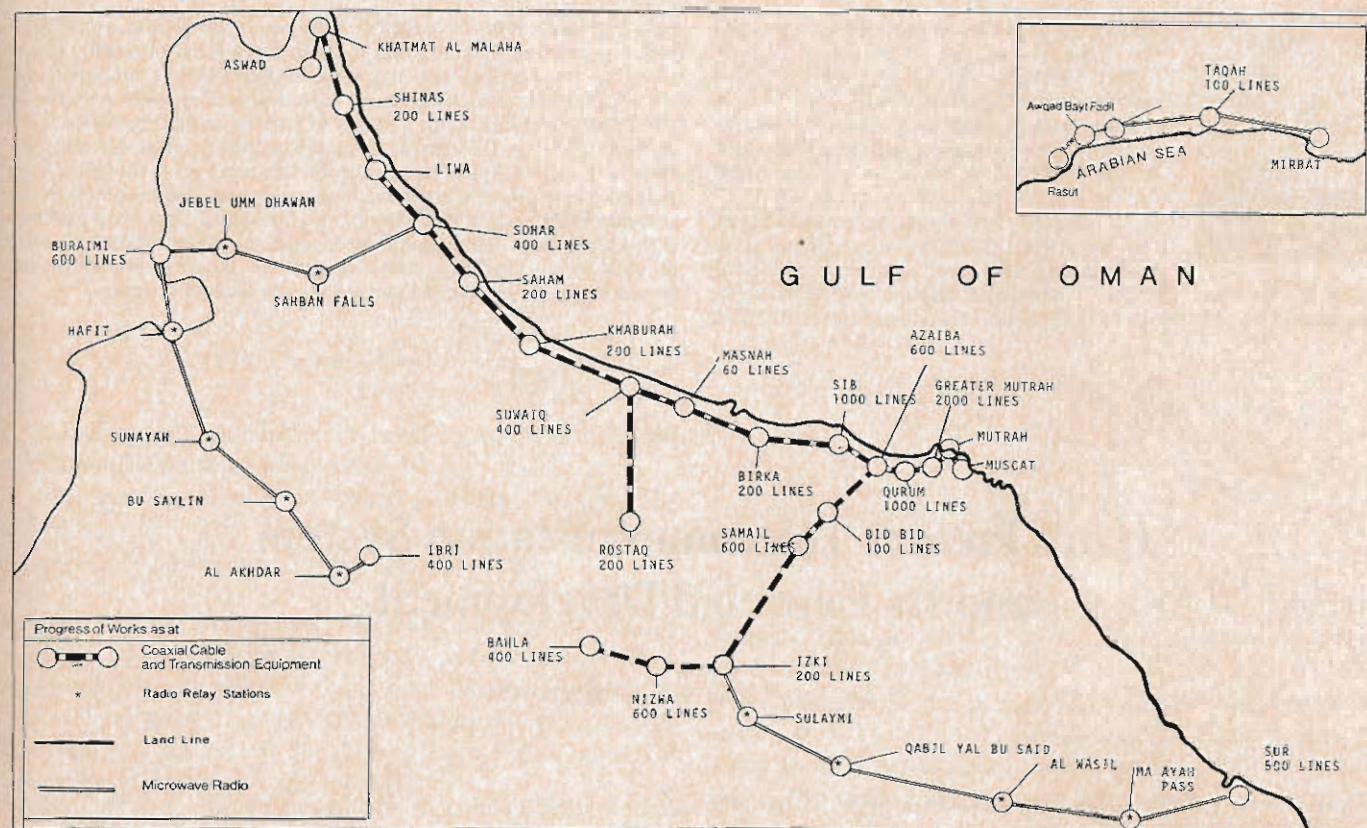 KHATMAT AL MALAHA
ASWAD
SHINAS
200 LINES
LIWA
JEBEL UMM DHAWAN
BURAIMI
600 LINES
SOHAR
400 LINES
SAHBAN FALLS
SAHAM
200 LINES
HAFIT
KHABURAH
200 LINES
GULF OF OMAN
TAQAH
100 LINES
Awqad Bayt Fadil
ARABIAN SEA
MIRBAT
Rasut
MASNAH
60 LINES
AZAIBA
600 LINES
SIB
1000 LINES
GREATER MUTRAH
2000 LINES
SUWAIQ
400 LINES
MUTRAH
MUSCAT
SUNAYAH
BIRKA
200 LINES
QURUM
1000 LINES
BU SAYLIN
SAMAIL
600 LINES
BID BID
100 LINES
ROSTAQ
200 LINES
IBRI
400 LINES
AL AKHDAR
BAHLA
400 LINES
NIZWA
600 LINES
IZKI
200 LINES
SULAYMI
QABIL YAL BU SAID
AL WASIL
MA AYAH
PASS
SUR
500 LINES
Progress of Works as at
Coaxial Cable
and Transmission Equipment
* Radio Relay Stations
Land Line
Microwave Radio